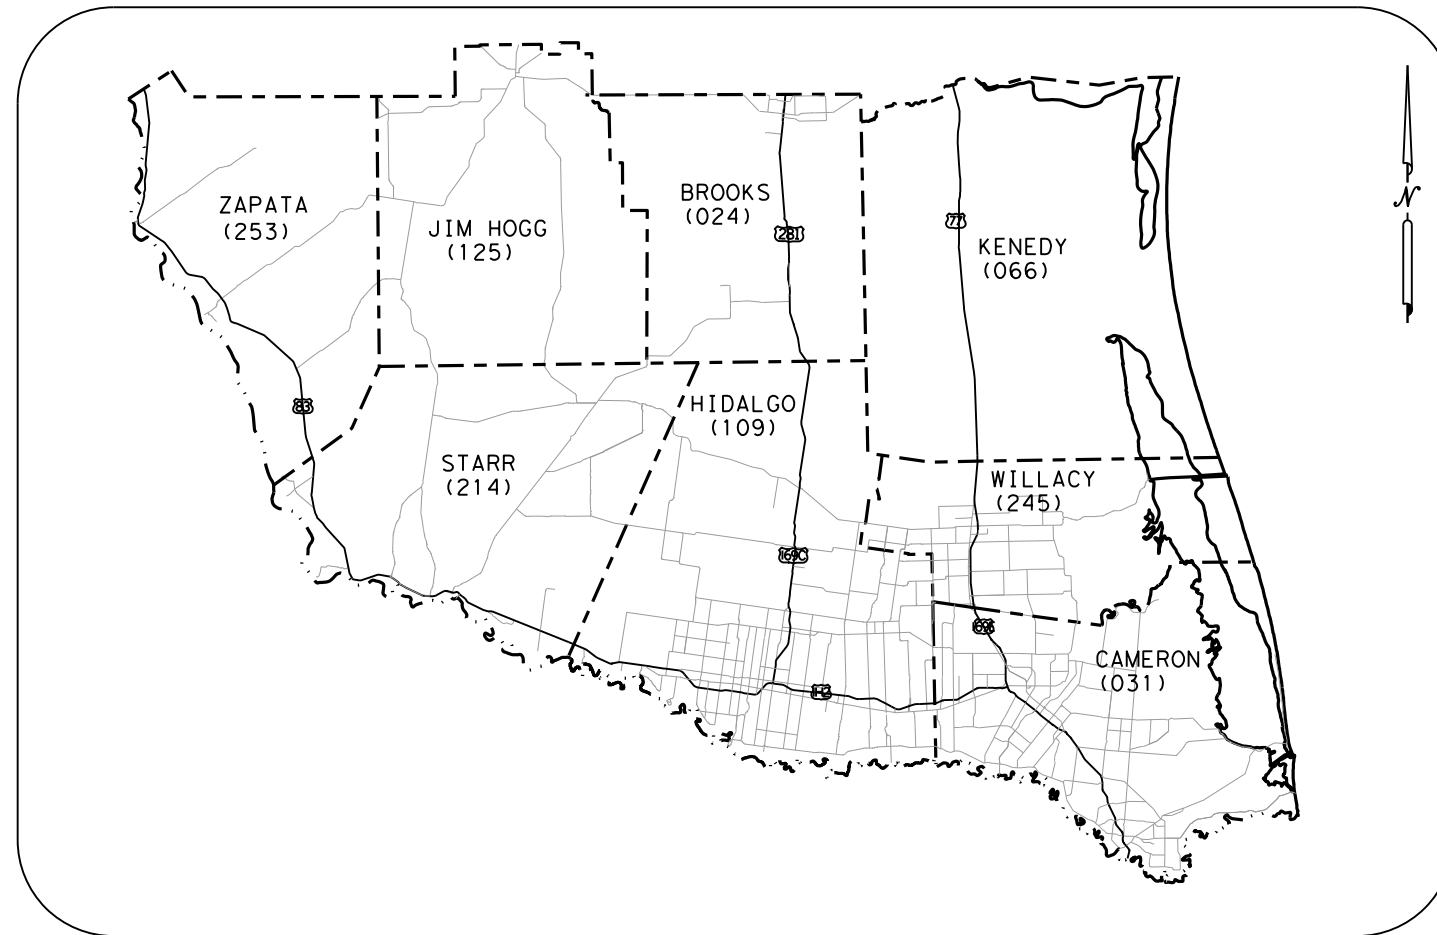 ZAPATA
(253)
JIM HOGG
(125)
BROOKS
(024)
281
77
KENEDY
(066)
N
83
HIDALGO
(109)
STARR
(214)
WILLACY
(245)
I69C
CAMERON
(031)